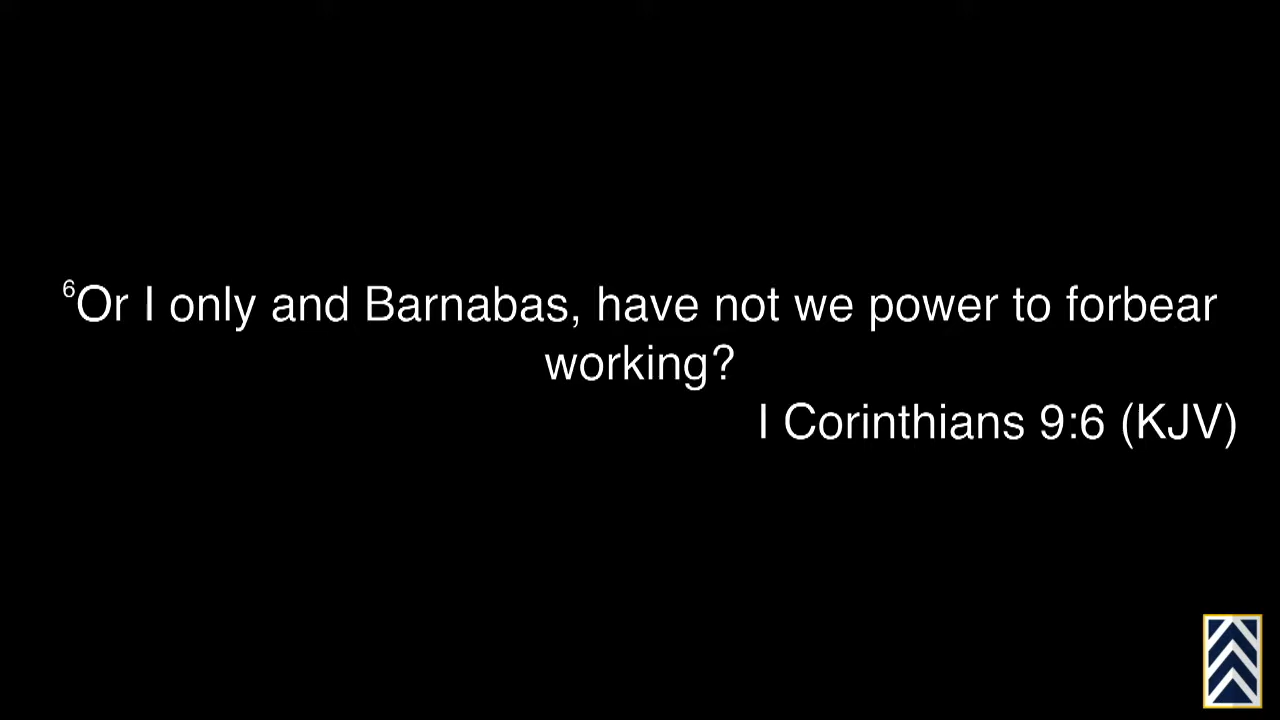 ⁶Or I only and Barnabas, have not we power to forbear
working?
I Corinthians 9:6 (KJV)